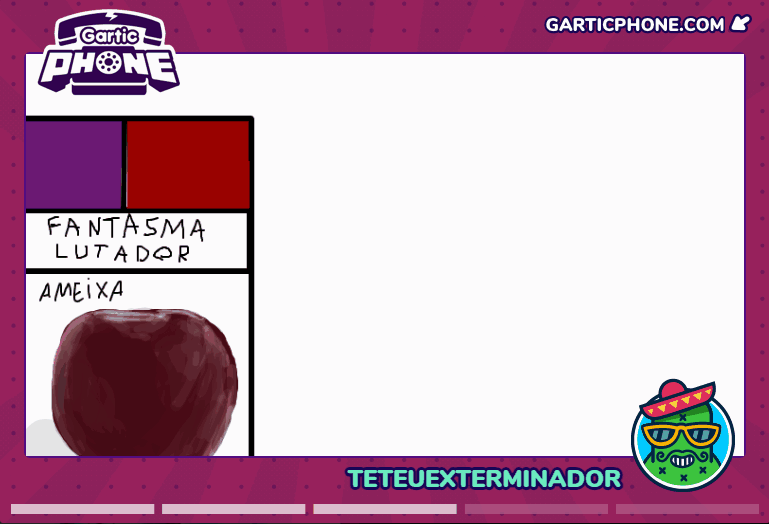 Gartic
PHONE
GARTICPHONE.COM
FANTASMA
LUTADOR
AMEIXA
TETEUEXTERMINADOR